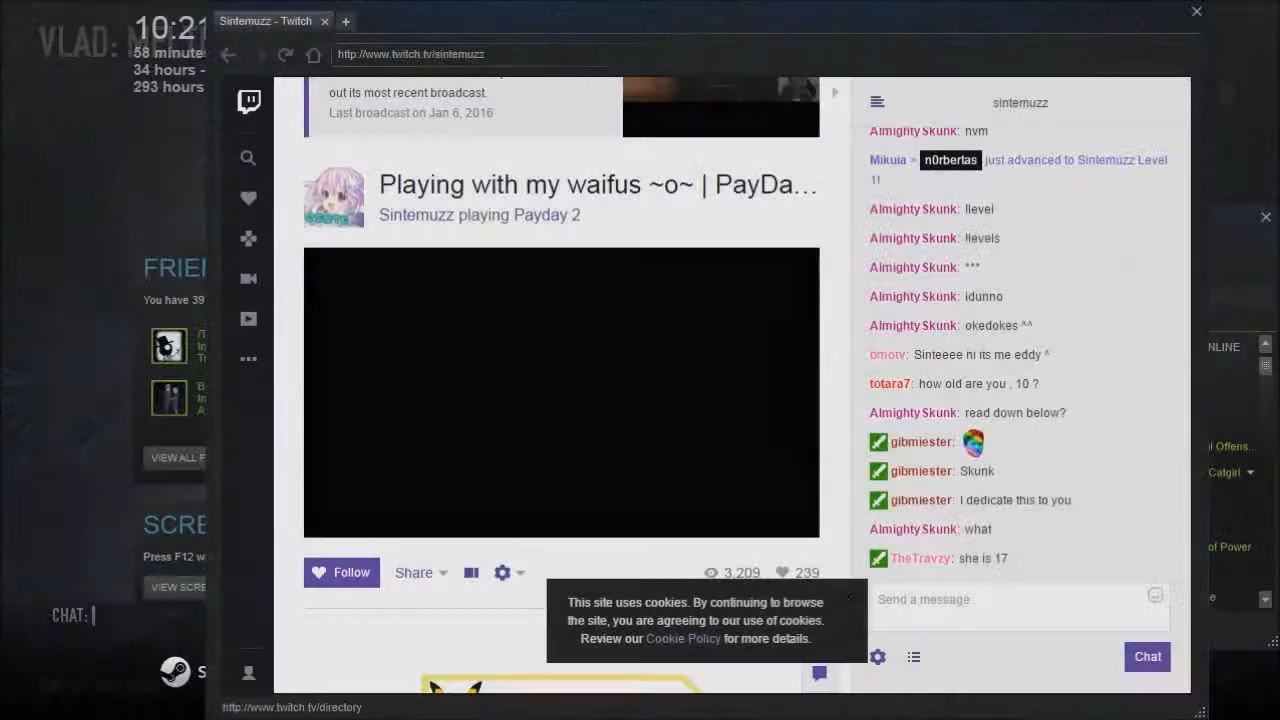 VLAD:
10:21
58 minute
34 hours -
293 hours
Sintemuzz - Twitch
http://www.twitch.tv/sintemuzz
out its most recent broadcast.
Last broadcast on Jan 6, 2016
Playing with my waifus ~o~ | PayDa...
Sintemuzz playing Payday 2
Follow
Share
3,209
239
This site uses cookies. By continuing to browse
the site, you are agreeing to our use of cookies.
Review our Cookie Policy for more details.
sintemuzz
Almighty Skunk: nvm
Mikuia » n0rbertas just advanced to Sintemuzz Level
1!
Almighty Skunk: !level
Almighty Skunk: !levels
Almighty Skunk: ***
Almighty Skunk: idunno
Almighty Skunk: okedokes ^^
Sinteeee hi its me eddy ^
totara7: how old are you , 10 ?
Almighty Skunk: read down below?
gibmiester:
gibmiester: Skunk
gibmiester: I dedicate this to you
Almighty Skunk: what
TheTravzy: she is 17
Send a message
Chat
FRIE
You have 39
VIEW ALL F
SCRE
Press F12 w
VIEW SCRE
CHAT:
S
NLINE
l Offens...
Catgirl
of Power
http://www.twitch.tv/directory